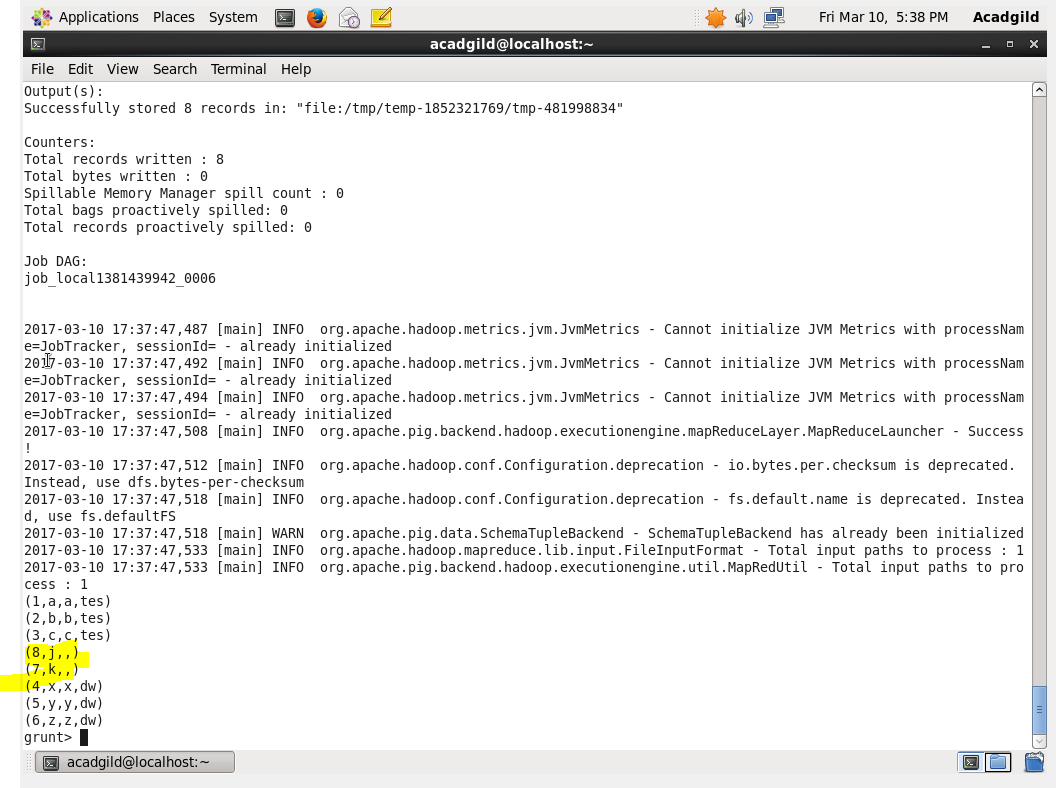 Applications Places System Fri Mar 10, 5:38 PM Acadgild
acadgild@localhost:~
File Edit View Search Terminal Help
Output(s):
Successfully stored 8 records in: "file:/tmp/temp-1852321769/tmp-481998834"
Counters:
Total records written : 8
Total bytes written : 0
Spillable Memory Manager spill count : 0
Total bags proactively spilled: 0
Total records proactively spilled: 0
Job DAG:
job_local1381439942_0006
2017-03-10 17:37:47,487 [main] INFO  org.apache.hadoop.metrics.jvm.JvmMetrics - Cannot initialize JVM Metrics with processNam
e=JobTracker, sessionId= - already initialized
2017-03-10 17:37:47,492 [main] INFO  org.apache.hadoop.metrics.jvm.JvmMetrics - Cannot initialize JVM Metrics with processNam
e=JobTracker, sessionId= - already initialized
2017-03-10 17:37:47,494 [main] INFO  org.apache.hadoop.metrics.jvm.JvmMetrics - Cannot initialize JVM Metrics with processNam
e=JobTracker, sessionId= - already initialized
2017-03-10 17:37:47,508 [main] INFO  org.apache.pig.backend.hadoop.executionengine.mapReduceLayer.MapReduceLauncher - Success
!
2017-03-10 17:37:47,512 [main] INFO  org.apache.hadoop.conf.Configuration.deprecation - io.bytes.per.checksum is deprecated.
Instead, use dfs.bytes-per-checksum
2017-03-10 17:37:47,518 [main] INFO  org.apache.hadoop.conf.Configuration.deprecation - fs.default.name is deprecated. Instea
d, use fs.defaultFS
2017-03-10 17:37:47,518 [main] WARN  org.apache.pig.data.SchemaTupleBackend - SchemaTupleBackend has already been initialized
2017-03-10 17:37:47,533 [main] INFO  org.apache.hadoop.mapreduce.lib.input.FileInputFormat - Total input paths to process : 1
2017-03-10 17:37:47,533 [main] INFO  org.apache.pig.backend.hadoop.executionengine.util.MapRedUtil - Total input paths to pro
cess : 1
(1,a,a,tes)
(2,b,b,tes)
(3,c,c,tes)
(8,j,,)
(7,k,,)
(4,x,x,dw)
(5,y,y,dw)
(6,z,z,dw)
grunt>
acadgild@localhost:~